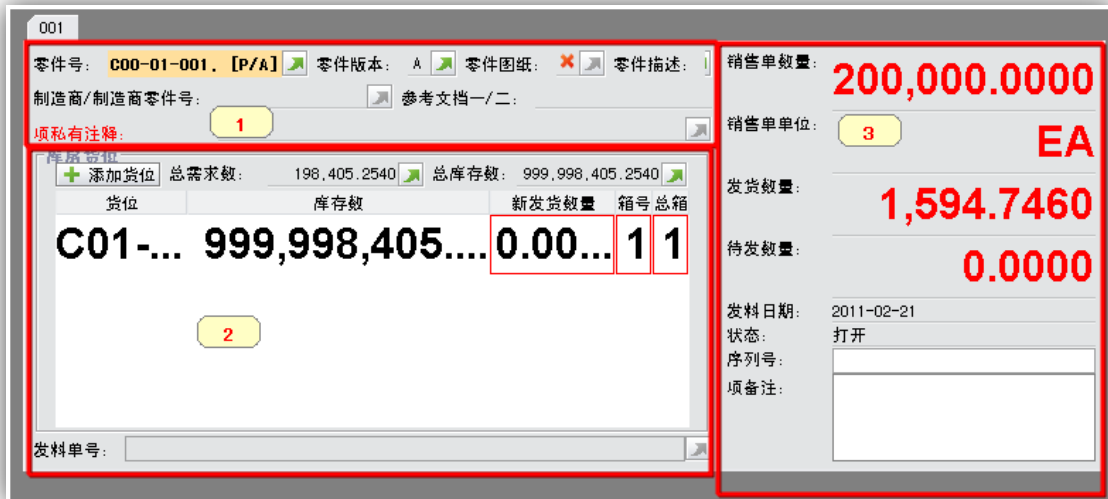 001
零件号: C00-01-001. [P/A] 零件版本: A 零件图纸: 零件描述:
制造商/制造商零件号: 参考文档一/二:
1
项私有注释:
库房货位
添加货位 总需求数: 198,405.2540 总库存数: 999,998,405.2540
货位 库存数 新发货数量 箱号 总箱
C01-... 999,998,405.... 0.00... 1 1
2
发料单号:
销售单数量: 200,000.0000
销售单单位: 3 EA
发货数量: 1,594.7460
待发数量: 0.0000
发料日期: 2011-02-21
状态: 打开
序列号:
项备注: